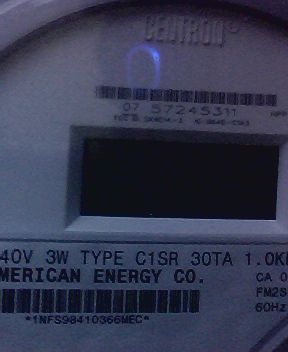 CENTRON®
07 57245311
40V 3W TYPE C1SR 30TA 1.0K
MERICAN ENERGY CO.
CA 0
FM2S
60Hz
*1NFS98410366MEC*